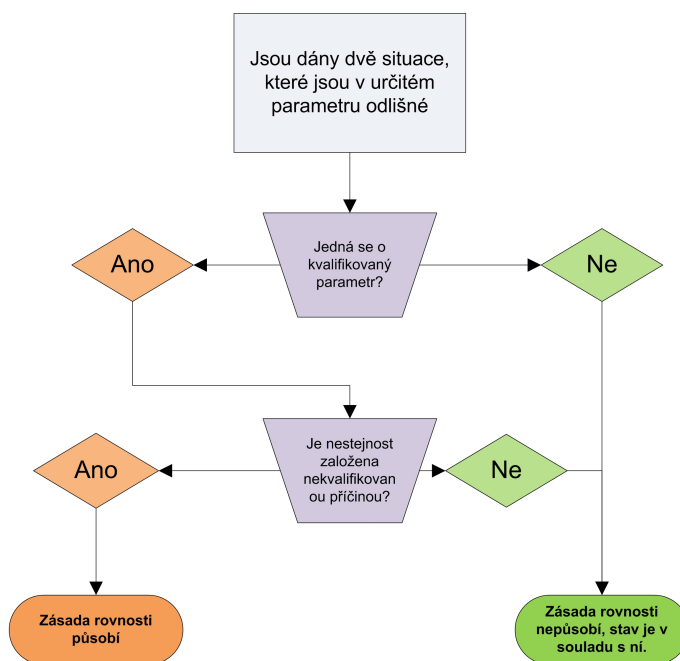 Jsou dány dvě situace,
které jsou v určitém
parametru odlišné
Jedná se o
kvalifikovaný
parametr?
Ano
Ne
Je nestejnost
založena
nekvalifikovan
ou příčinou?
Ano
Ne
Zásada rovnosti
působí
Zásada rovnosti
nepůsobí, stav je v
souladu s ní.